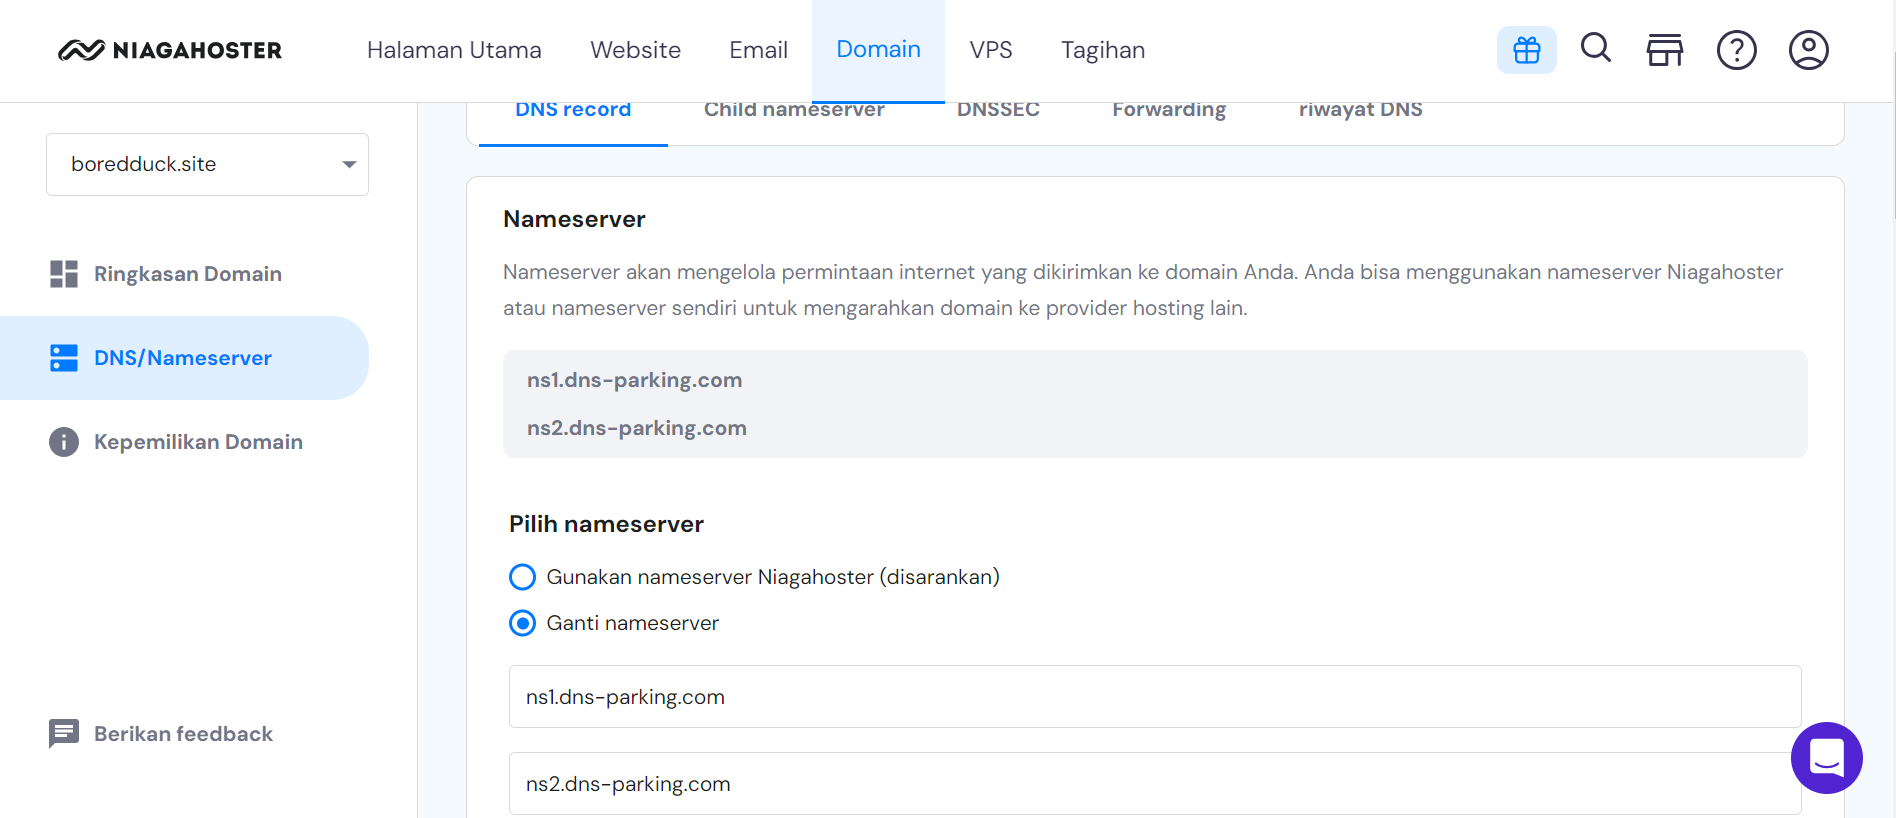 NIAGAHOSTER
Halaman Utama
Website
Email
Domain
VPS
Tagihan
DNS record
Child nameserver
DNSSEC
Forwarding
riwayat DNS
boredduck.site
Ringkasan Domain
DNS/Nameserver
Kepemilikan Domain
Berikan feedback
Nameserver
Nameserver akan mengelola permintaan internet yang dikirimkan ke domain Anda. Anda bisa menggunakan nameserver Niagahoster
atau nameserver sendiri untuk mengarahkan domain ke provider hosting lain.
ns1.dns-parking.com
ns2.dns-parking.com
Pilih nameserver
Gunakan nameserver Niagahoster (disarankan)
Ganti nameserver
ns1.dns-parking.com
ns2.dns-parking.com